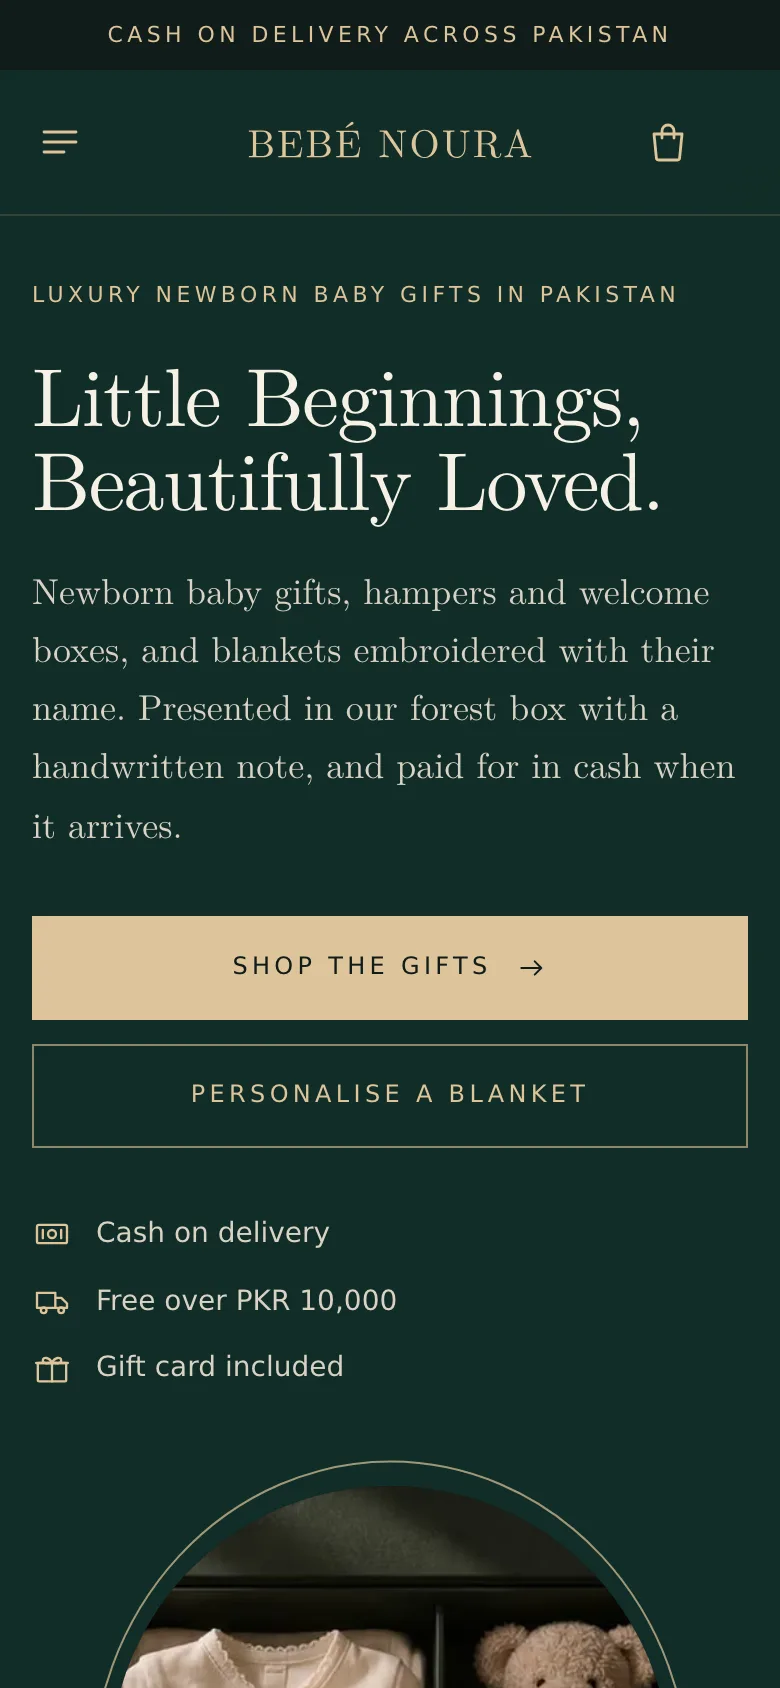 CASH ON DELIVERY ACROSS PAKISTAN
BEBÉ NOURA
LUXURY NEWBORN BABY GIFTS IN PAKISTAN
Little Beginnings,
Beautifully Loved.
Newborn baby gifts, hampers and welcome
boxes, and blankets embroidered with their
name. Presented in our forest box with a
handwritten note, and paid for in cash when
it arrives.
SHOP THE GIFTS →
PERSONALISE A BLANKET
Cash on delivery
Free over PKR 10,000
Gift card included